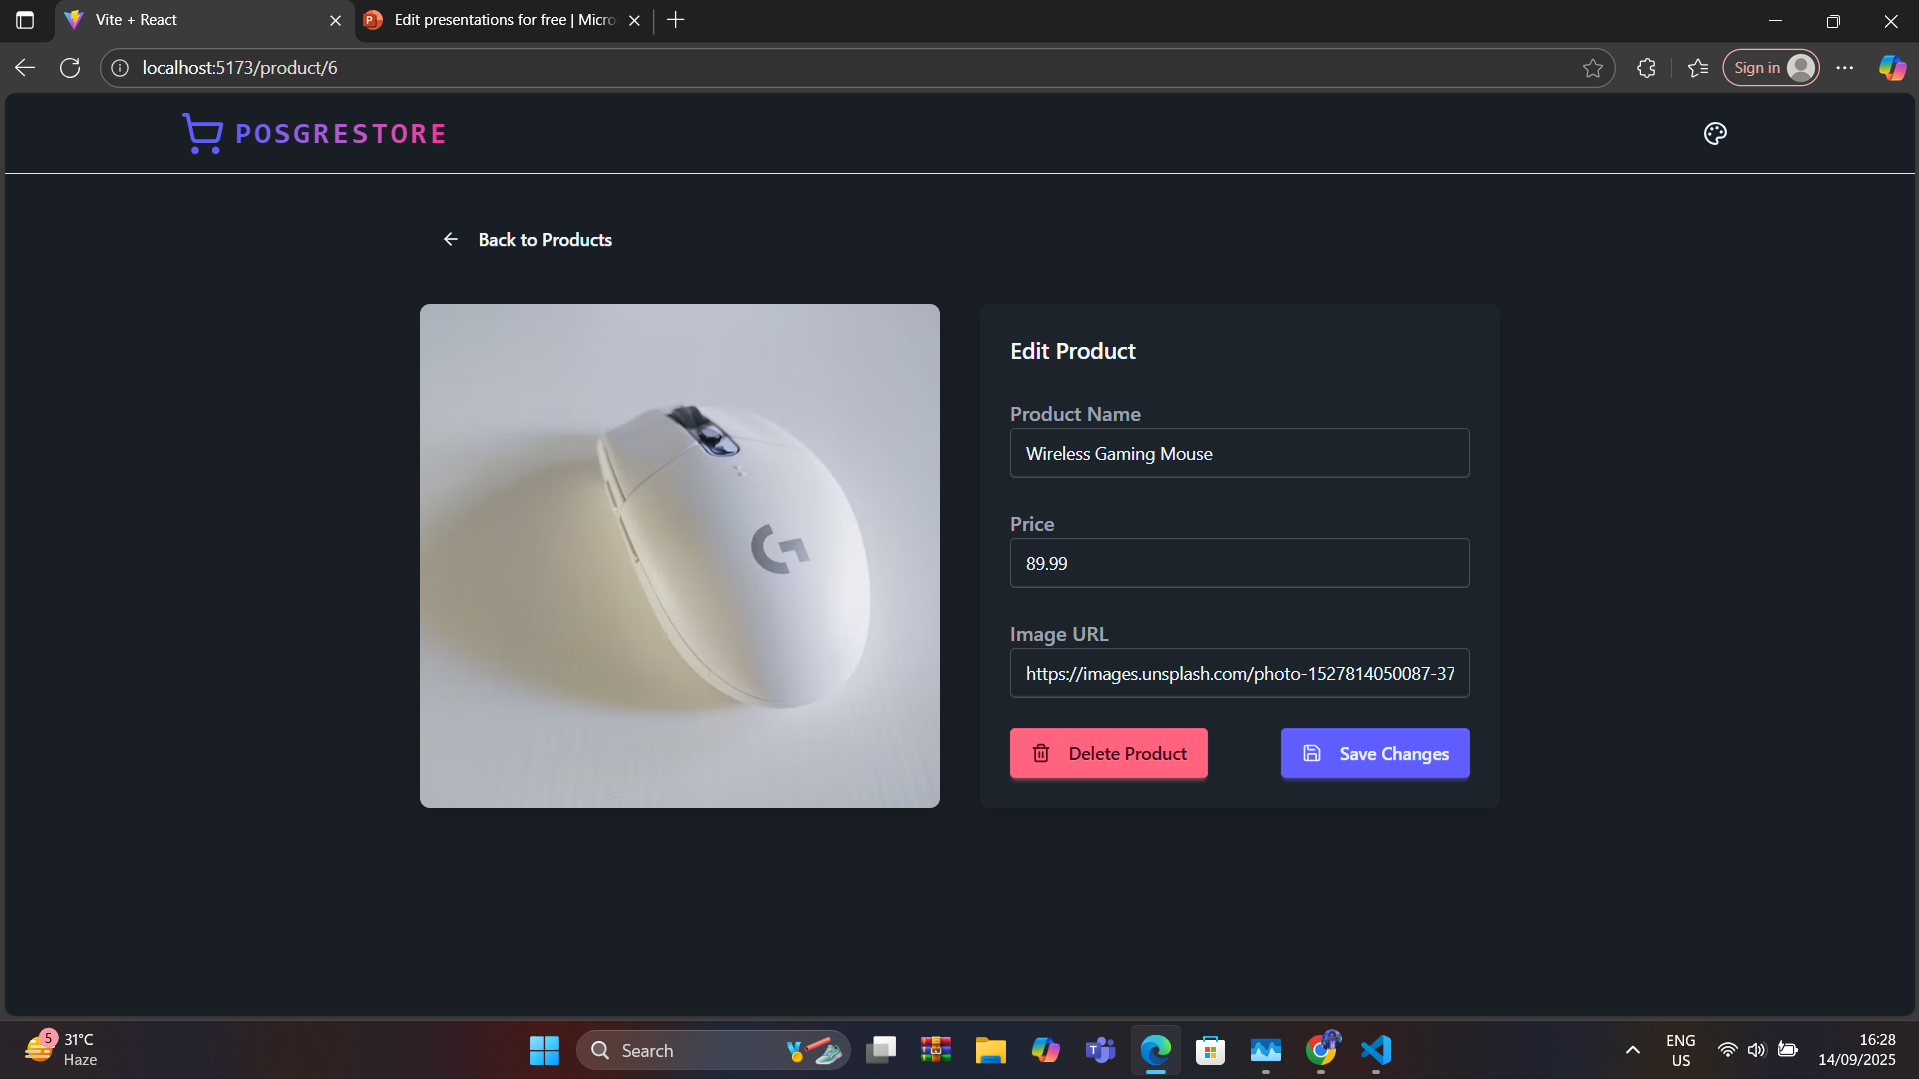 Vite + React
Edit presentations for free | Micro
localhost:5173/product/6
Sign in
POSGRESTORE
Back to Products
Edit Product
Product Name
Wireless Gaming Mouse
Price
89.99
Image URL
https://images.unsplash.com/photo-1527814050087-37
Delete Product
Save Changes
5
31°C
Haze
Search
ENG
US
16:28
14/09/2025